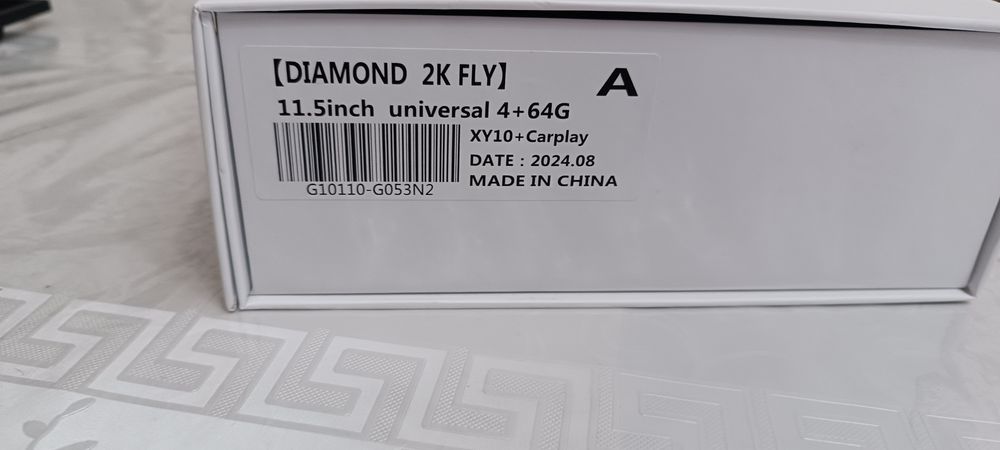 【DIAMOND 2K FLY】
A
11.5inch universal 4+64G
XY10+Carplay
DATE : 2024.08
MADE IN CHINA
G10110-G053N2